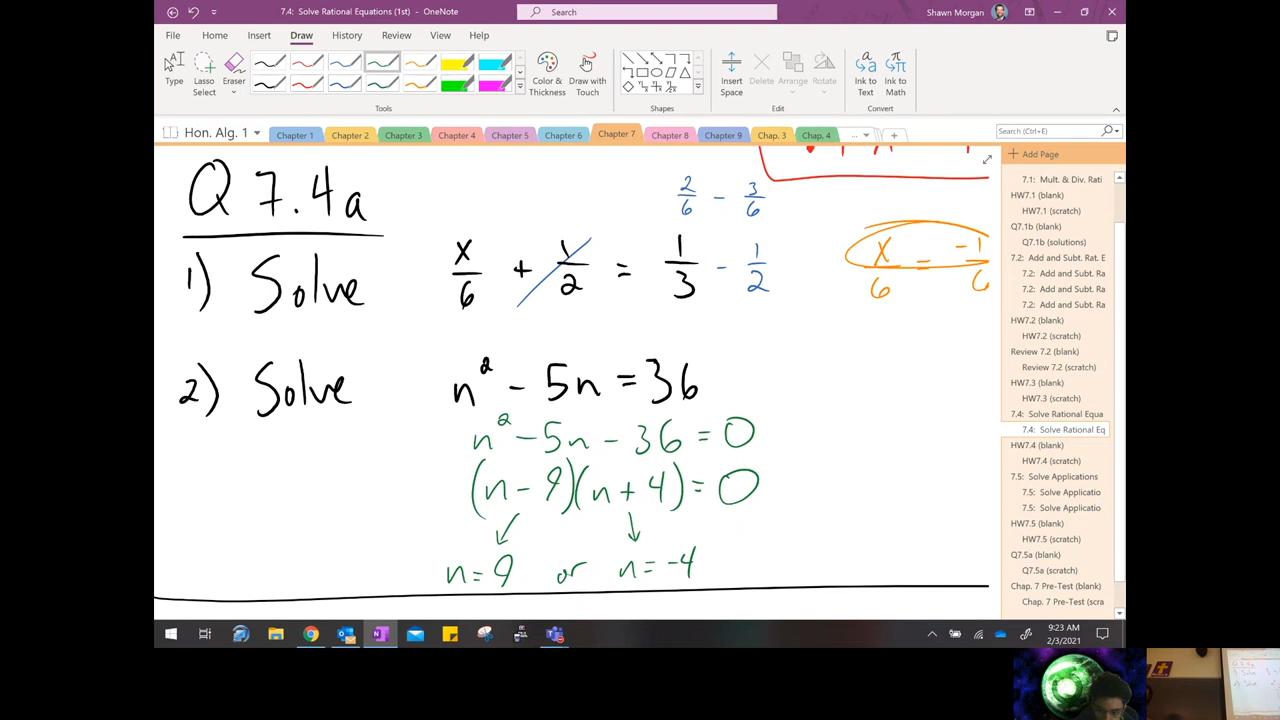 7.4: Solve Rational Equations (1st) - OneNote
Search
Shawn Morgan
File Home Insert Draw History Review View Help
Type
Lasso Select
Eraser
Color & Thickness
Draw with Touch
Insert Space
Delete
Arrange
Rotate
Ink to Text
Ink to Math
Tools
Shapes
Edit
Convert
Hon. Alg. 1
Chapter 1 Chapter 2 Chapter 3 Chapter 4 Chapter 5 Chapter 6 Chapter 7 Chapter 8 Chapter 9 Chap. 3 Chap. 4 ...
Search (Ctrl+E)
Q 7.4a
2/6 - 3/6
1) Solve x/6 + 1/2 = 1/3 - 1/2
x/6 = -1/6
2) Solve n² - 5n = 36
n² - 5n - 36 = 0
(n - 9)(n + 4) = 0
n = 9 or n = -4
Add Page
7.1: Mult. & Div. Rati
HW7.1 (blank)
HW7.1 (scratch)
Q7.1b (blank)
Q7.1b (solutions)
7.2: Add and Subt. Rat. E
7.2: Add and Subt. Ra
7.2: Add and Subt. Ra
7.2: Add and Subt. Ra
HW7.2 (blank)
HW7.2 (scratch)
Review 7.2 (blank)
Review 7.2 (scratch)
HW7.3 (blank)
HW7.3 (scratch)
7.4: Solve Rational Equa
7.4: Solve Rational Eq
HW7.4 (blank)
HW7.4 (scratch)
7.5: Solve Applications
7.5: Solve Applicatio
7.5: Solve Applicatio
HW7.5 (blank)
HW7.5 (scratch)
Q7.5a (blank)
Q7.5a (scratch)
Chap. 7 Pre-Test (blank)
Chap. 7 Pre-Test (scra
9:23 AM
2/3/2021